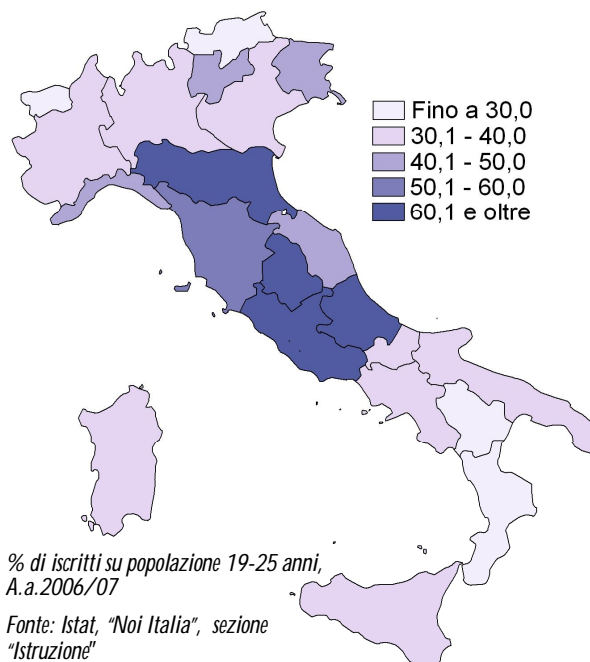 Fino a 30,0
30,1 - 40,0
40,1 - 50,0
50,1 - 60,0
60,1 e oltre
% di iscritti su popolazione 19-25 anni,
A.a.2006/07
Fonte: Istat, "Noi Italia", sezione
"Istruzione"